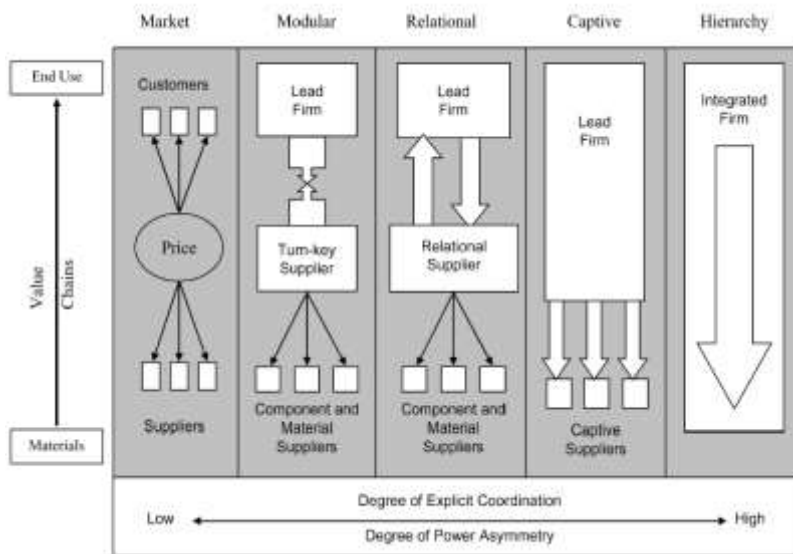 Market
Modular
Relational
Captive
Hierarchy
End Use
Value
Chains
Materials
Customers
Price
Suppliers
Lead
Firm
Turn-key
Supplier
Component and
Material
Suppliers
Lead
Firm
Relational
Supplier
Component and
Material
Suppliers
Lead
Firm
Captive
Suppliers
Integrated
Firm
Degree of Explicit Coordination
Low
High
Degree of Power Asymmetry